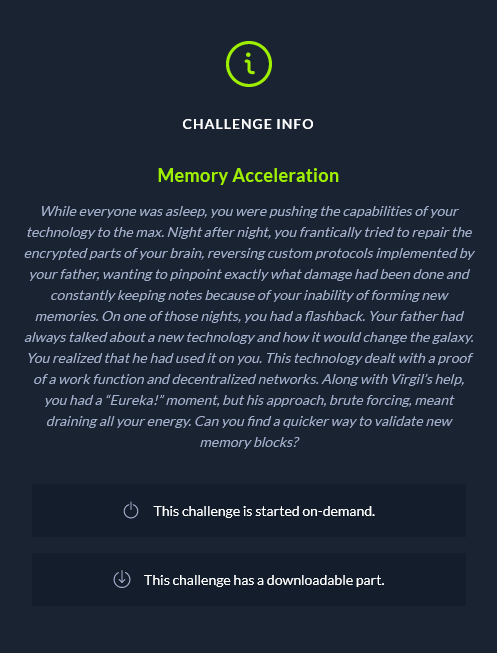 CHALLENGE INFO
Memory Acceleration
While everyone was asleep, you were pushing the capabilities of your
technology to the max. Night after night, you frantically tried to repair the
encrypted parts of your brain, reversing custom protocols implemented by
your father, wanting to pinpoint exactly what damage had been done and
constantly keeping notes because of your inability of forming new
memories. On one of those nights, you had a flashback. Your father had
always talked about a new technology and how it would change the galaxy.
You realized that he had used it on you. This technology dealt with a proof
of a work function and decentralized networks. Along with Virgil’s help,
you had a “Eureka!” moment, but his approach, brute forcing, meant
draining all your energy. Can you find a quicker way to validate new
memory blocks?
This challenge is started on-demand.
This challenge has a downloadable part.